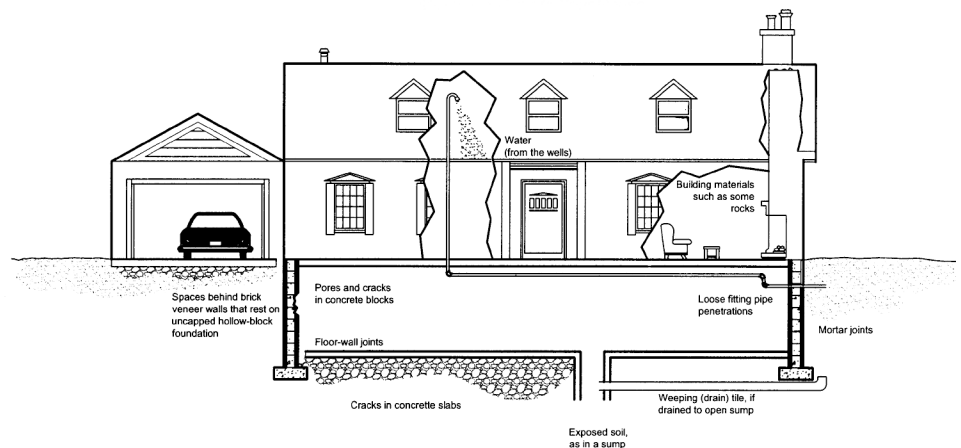 Water
(from the wells)
Building materials
such as some
rocks
Spaces behind brick
veneer walls that rest on
uncapped hollow-block
foundation
Pores and cracks
in concrete blocks
Loose fitting pipe
penetrations
Mortar joints
Floor-wall joints
Cracks in concrette slabs
Weeping (drain) tile, if
drained to open sump
Exposed soil,
as in a sump